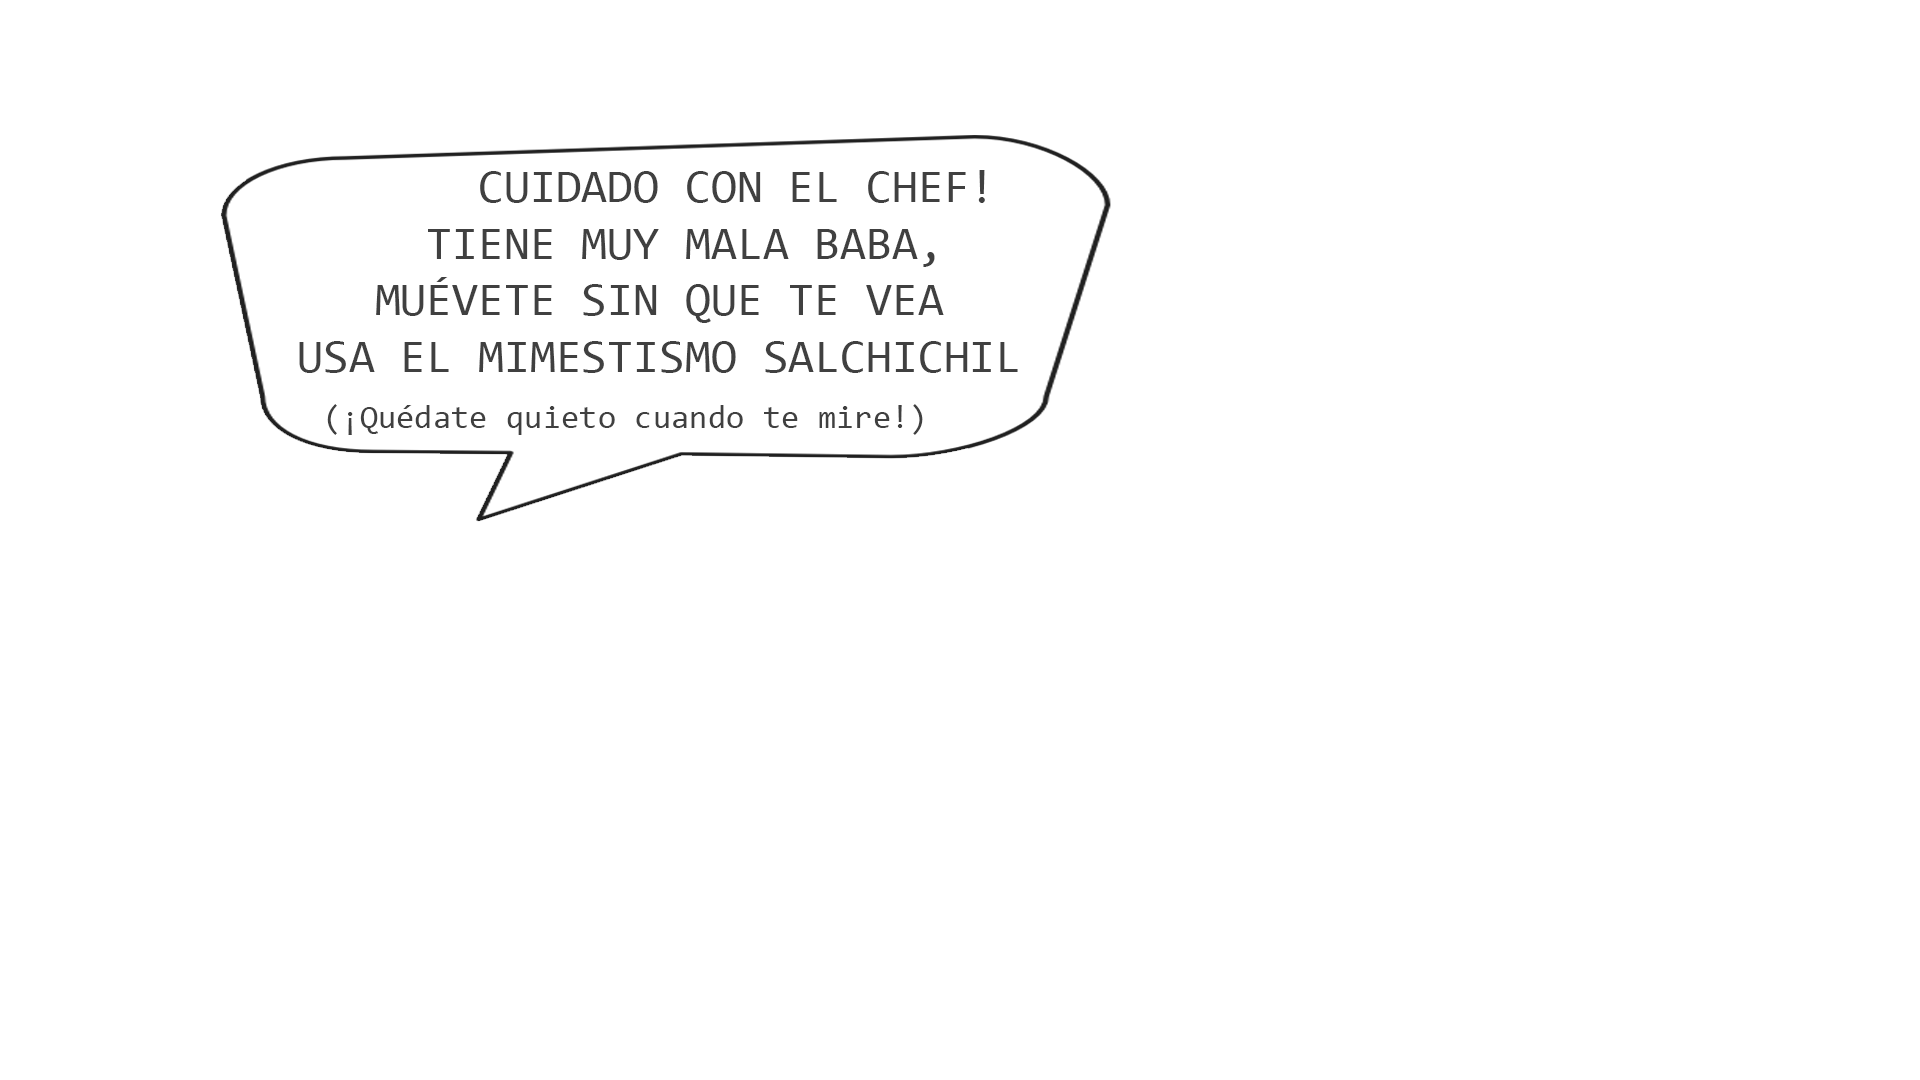 CUIDADO CON EL CHEF!
TIENE MUY MALA BABA,
MUÉVETE SIN QUE TE VEA
USA EL MIMESTISMO SALCHICHIL
(¡Quédate quieto cuando te mire!)